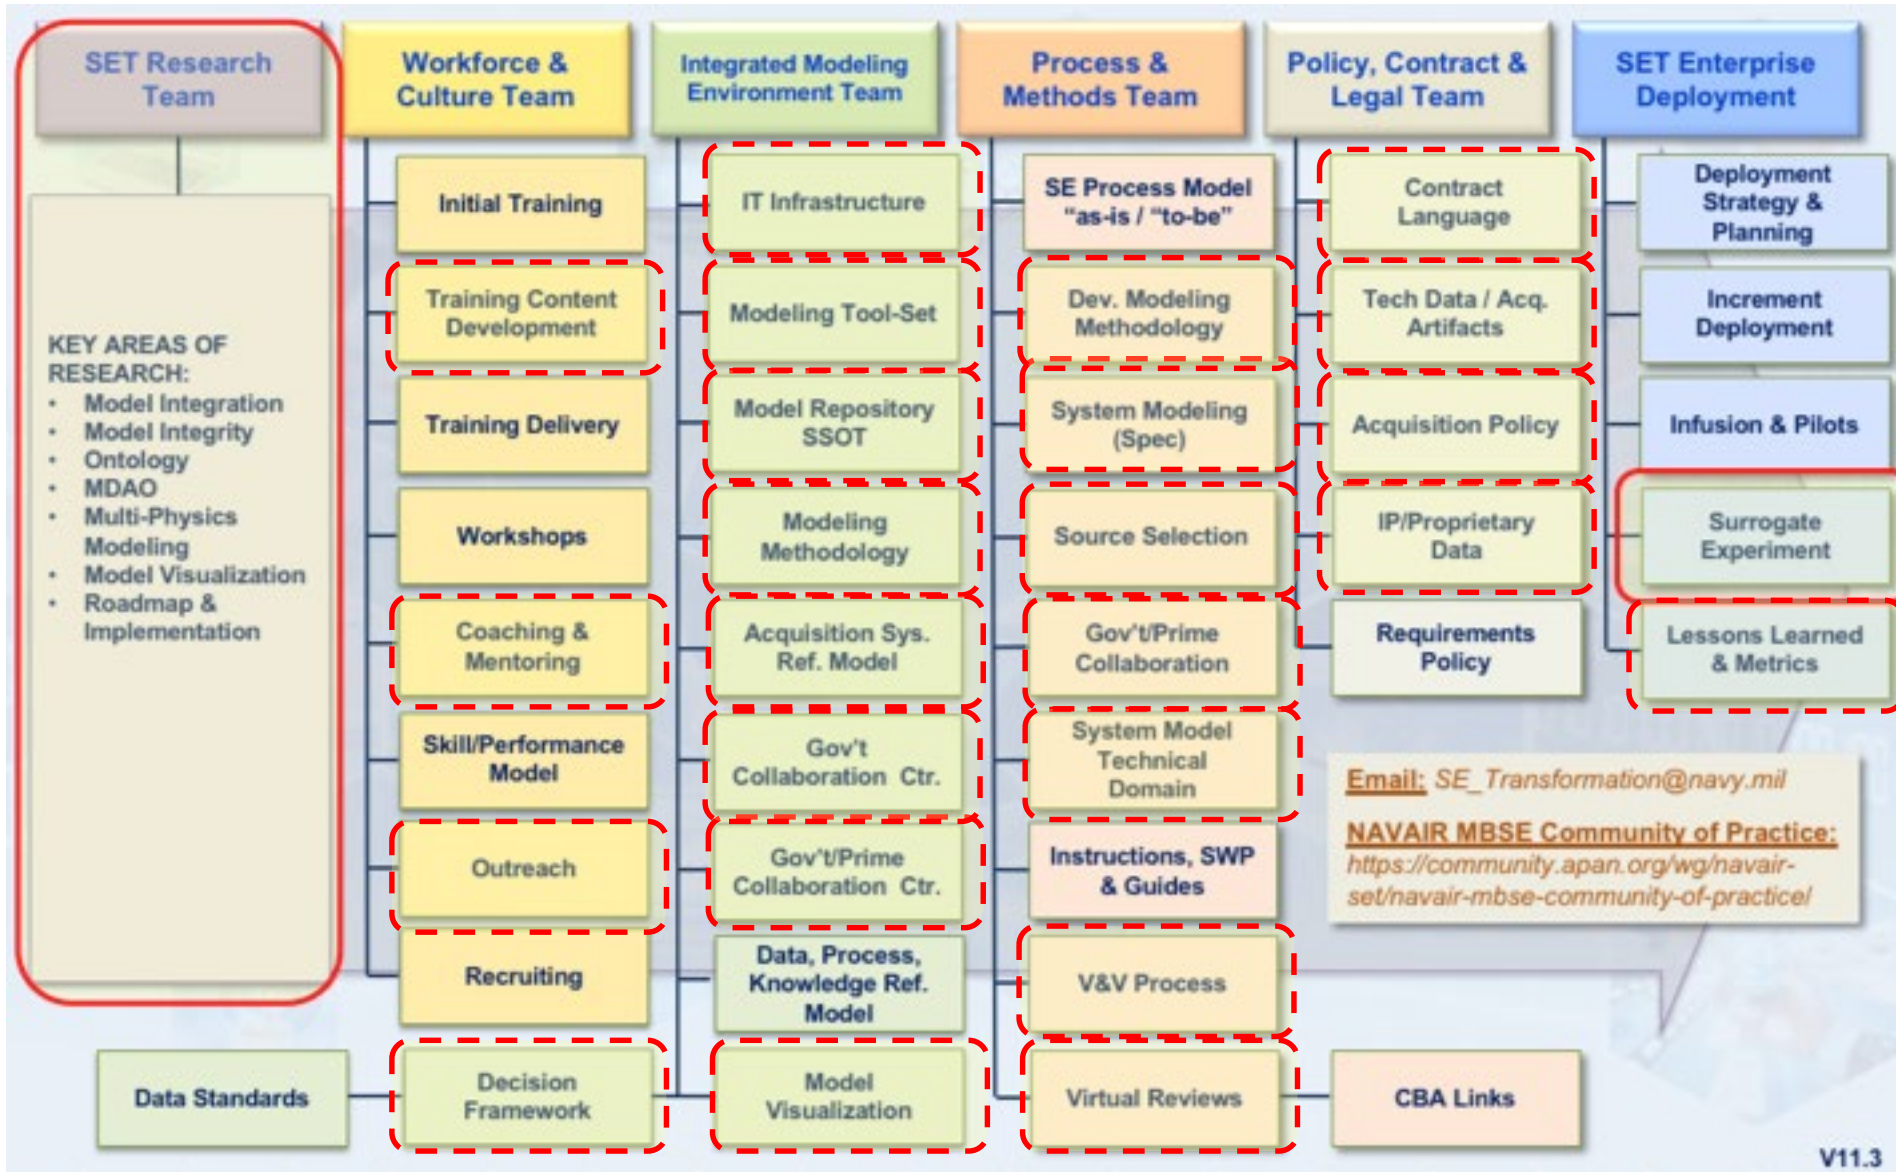 SET Research
Team
KEY AREAS OF
RESEARCH:
• Model Integration
• Model Integrity
• Ontology
• MDAO
• Multi-Physics
Modeling
• Model Visualization
• Roadmap &
Implementation
Workforce &
Culture Team
Initial Training
Training Content
Development
Training Delivery
Workshops
Coaching &
Mentoring
Skill/Performance
Model
Outreach
Recruiting
Integrated Modeling
Environment Team
IT Infrastructure
Modeling Tool-Set
Model Repository
SSOT
Modeling
Methodology
Acquisition Sys.
Ref. Model
Gov't
Collaboration Ctr.
Gov't/Prime
Collaboration Ctr.
Data, Process,
Knowledge Ref.
Model
Data Standards
Decision
Framework
Model
Visualization
Process &
Methods Team
SE Process Model
"as-is / "to-be"
Dev. Modeling
Methodology
System Modeling
(Spec)
Source Selection
Gov't/Prime
Collaboration
System Model
Technical
Domain
Instructions, SWP
& Guides
V&V Process
Virtual Reviews
CBA Links
Policy, Contract &
Legal Team
Contract
Language
Tech Data / Acq.
Artifacts
Acquisition Policy
IP/Proprietary
Data
Requirements
Policy
SET Enterprise
Deployment
Deployment
Strategy &
Planning
Increment
Deployment
Infusion & Pilots
Surrogate
Experiment
Lessons Learned
& Metrics
Email: SE_Transformation@navy.mil
NAVAIR MBSE Community of Practice:
https://community.apan.org/wg/navair-
set/navair-mbse-community-of-practice/
V11.3